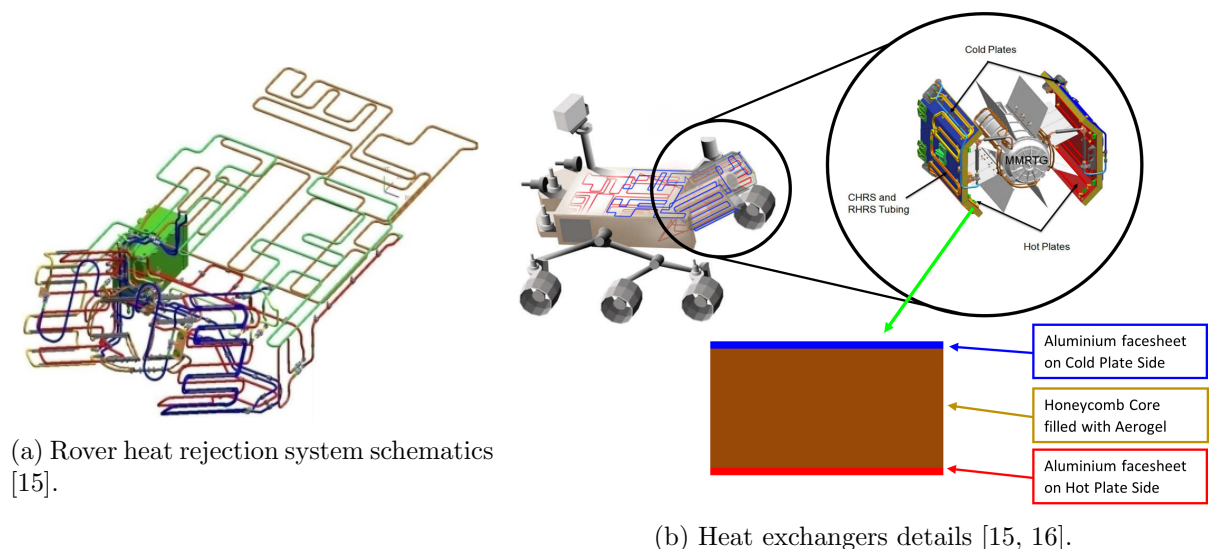 (a) Rover heat rejection system schematics
[15].
Cold Plates
MMRTG
CHRS and
RHRS Tubing
Hot Plates
Aluminium facesheet
on Cold Plate Side
Honeycomb Core
filled with Aerogel
Aluminium facesheet
on Hot Plate Side
(b) Heat exchangers details [15, 16].